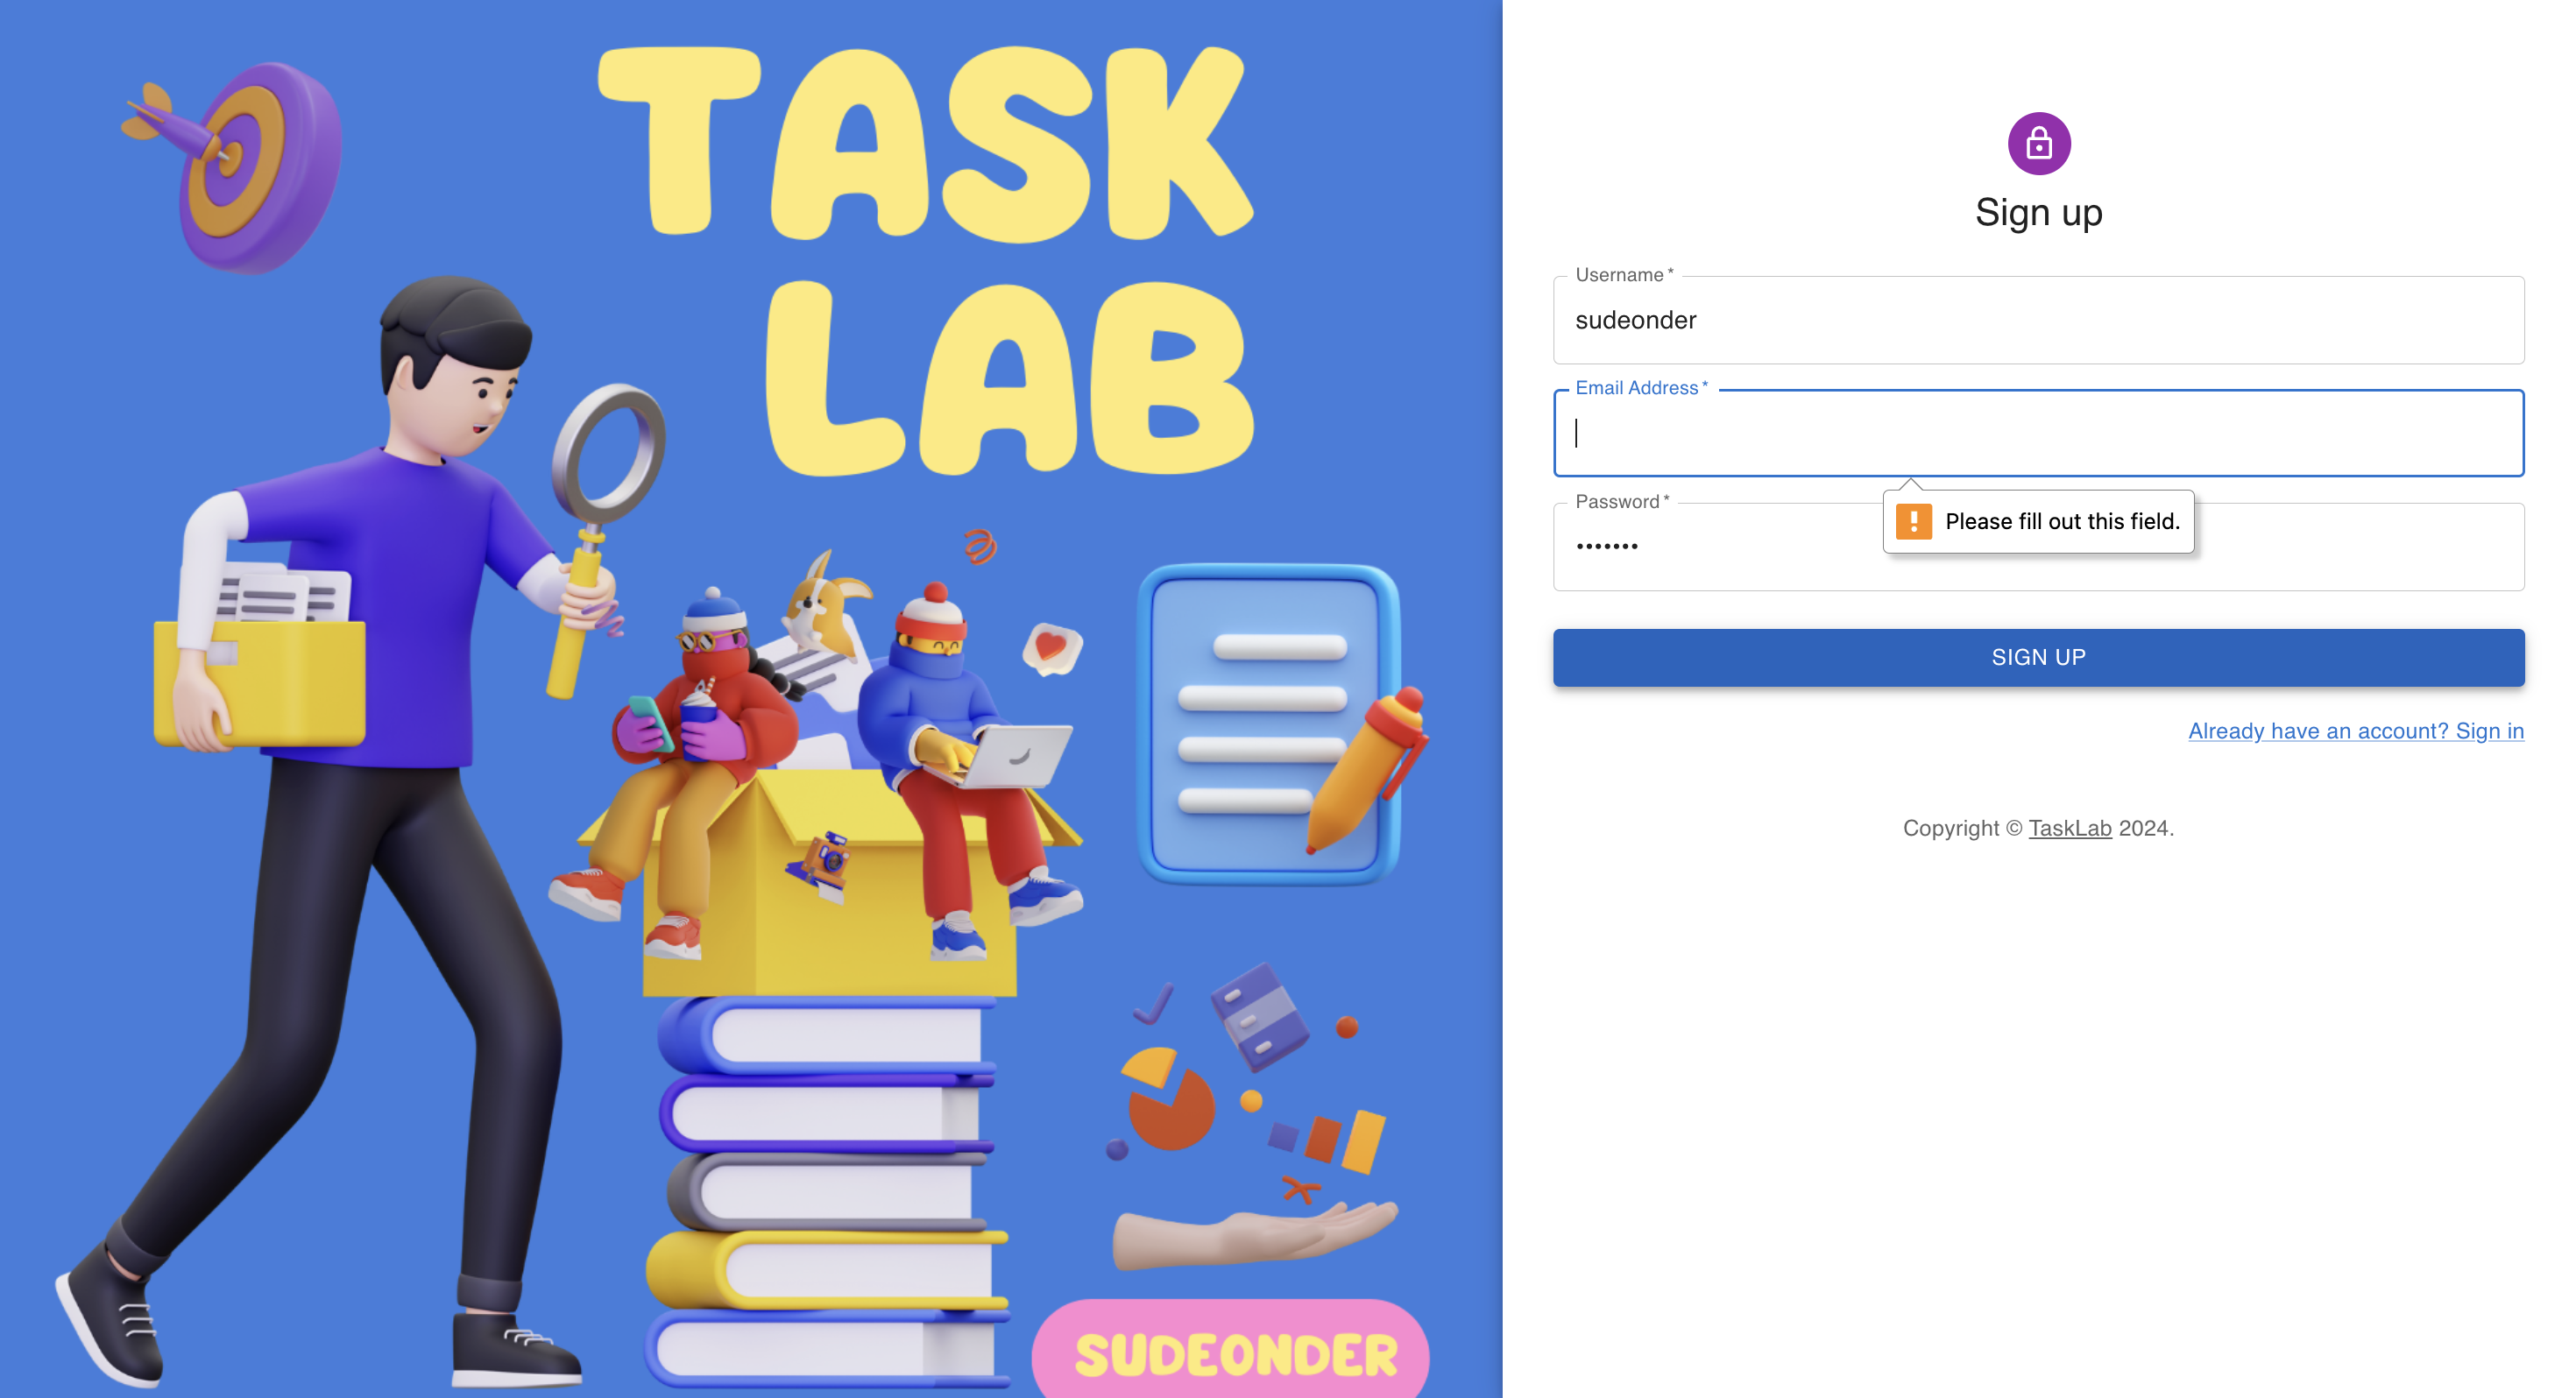 TASK
LAB
SUDEONDER
Sign up
Username *
sudeonder
Email Address *
Please fill out this field.
Password *
•••••••
SIGN UP
Already have an account? Sign in
Copyright © TaskLab 2024.